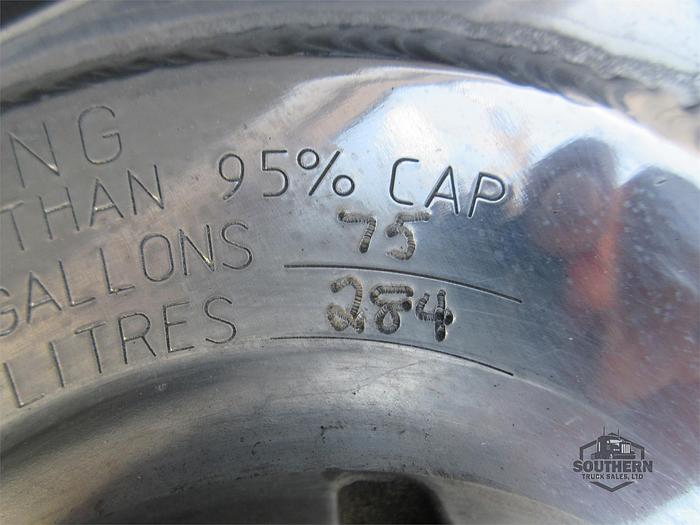 NG
THAN 95% CAP
GALLONS 75
LITRES 284
SOUTHERN
TRUCK SALES, LTD